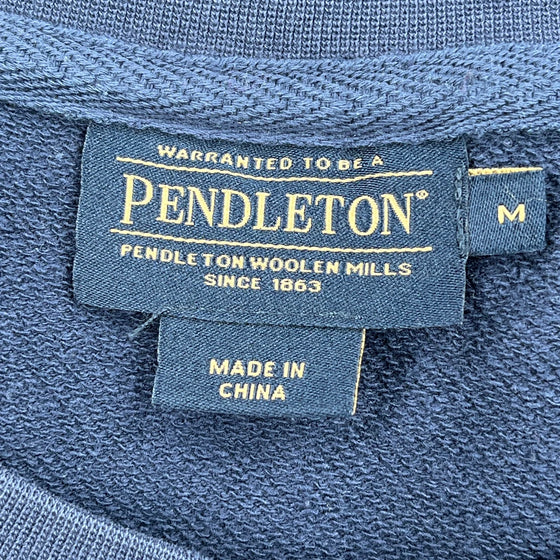 WARRANTED TO BE A
PENDLETON®
PENDLETON WOOLEN MILLS
SINCE 1863
M
MADE IN
CHINA